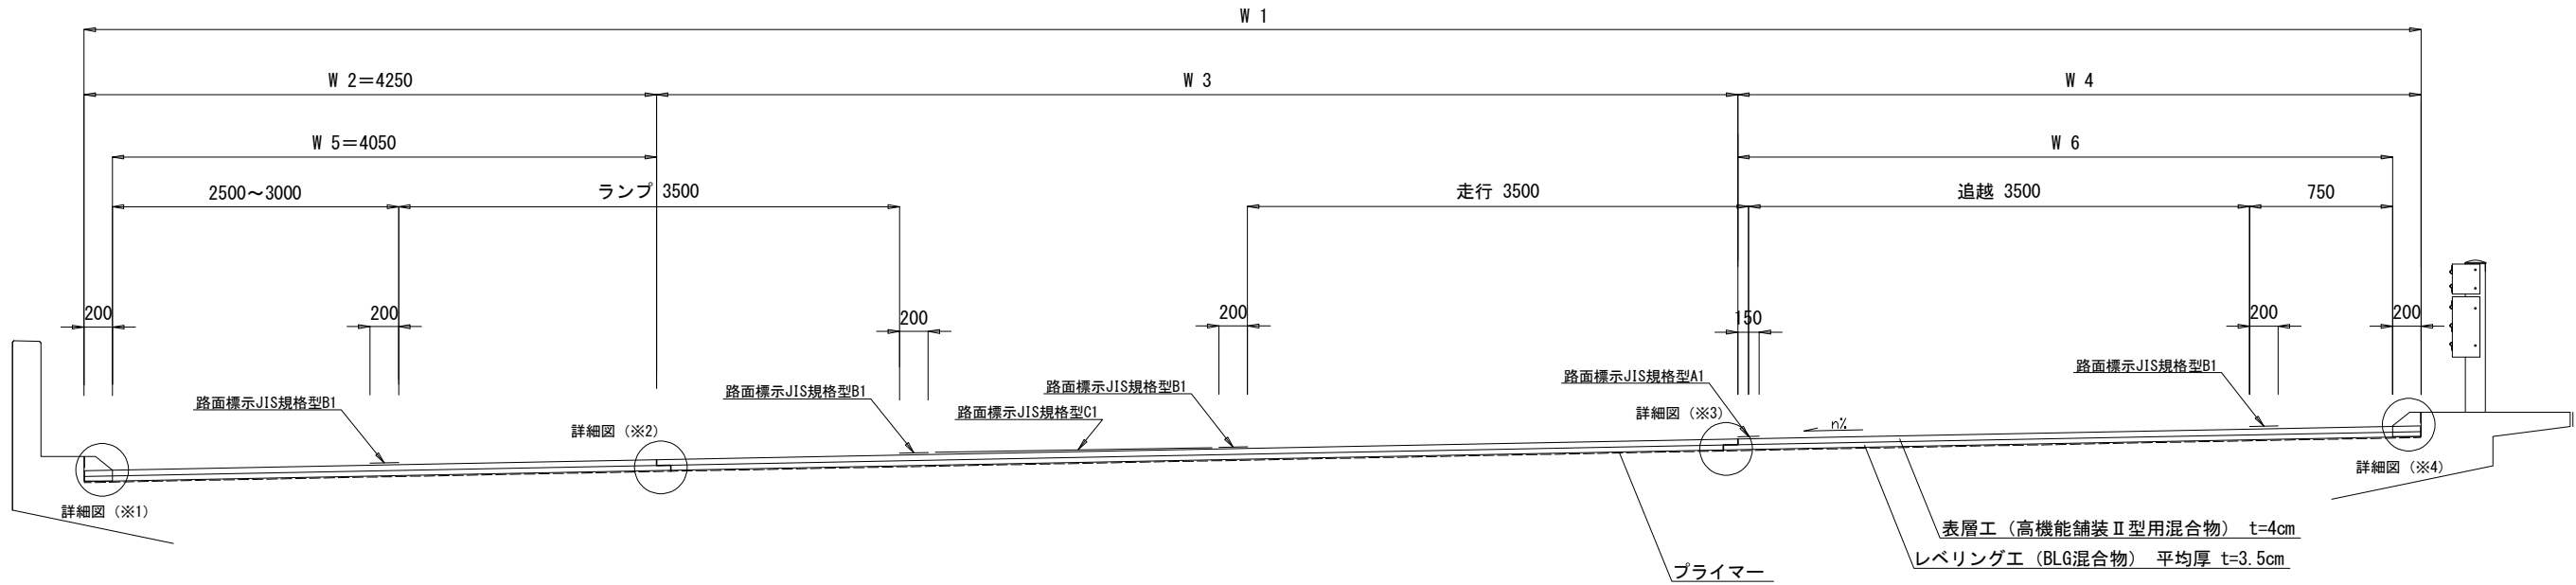 W 1
W 2=4250
W 3
W 4
W 5=4050
W 6
2500～3000
ランプ 3500
走行 3500
追越 3500
750
200
200
200
200
150
200
200
路面標示JIS規格型B1
路面標示JIS規格型B1
路面標示JIS規格型C1
路面標示JIS規格型B1
路面標示JIS規格型A1
路面標示JIS規格型B1
詳細図（※1）
詳細図（※2）
詳細図（※3）
n%
詳細図（※4）
表層工（高機能舗装Ⅱ型用混合物） t=4cm
レベリング工（BLG混合物） 平均厚 t=3.5cm
プライマー